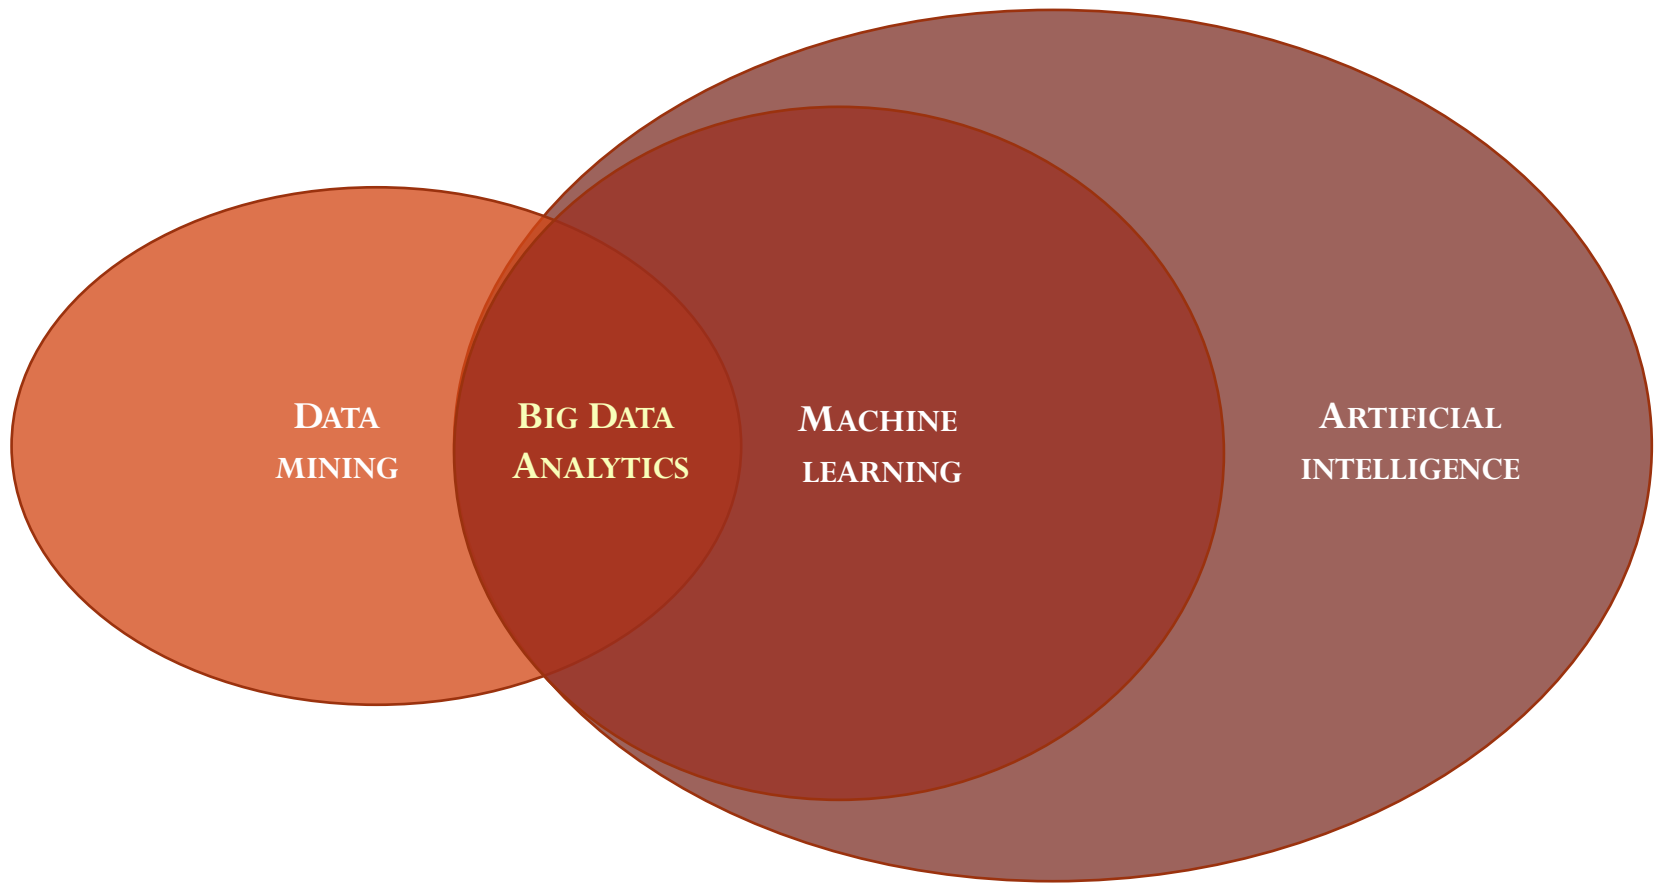 Data
mining
Big Data
Analytics
Machine
learning
Artificial
intelligence